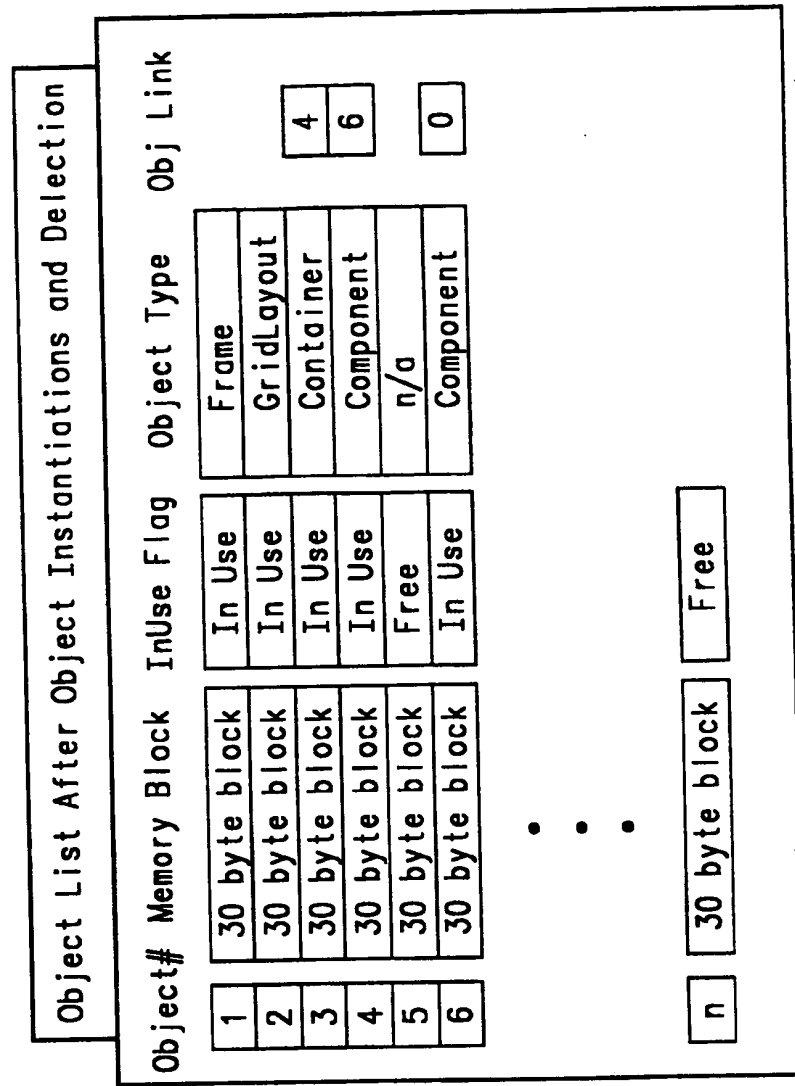 Object List After Object Instantiations and Delection
Object# Memory Block InUse Flag Object Type Obj Link
1 30 byte block In Use Frame
2 30 byte block In Use GridLayout
3 30 byte block In Use Container 4
4 30 byte block In Use Component 6
5 30 byte block Free n/a
6 30 byte block In Use Component 0
n 30 byte block Free